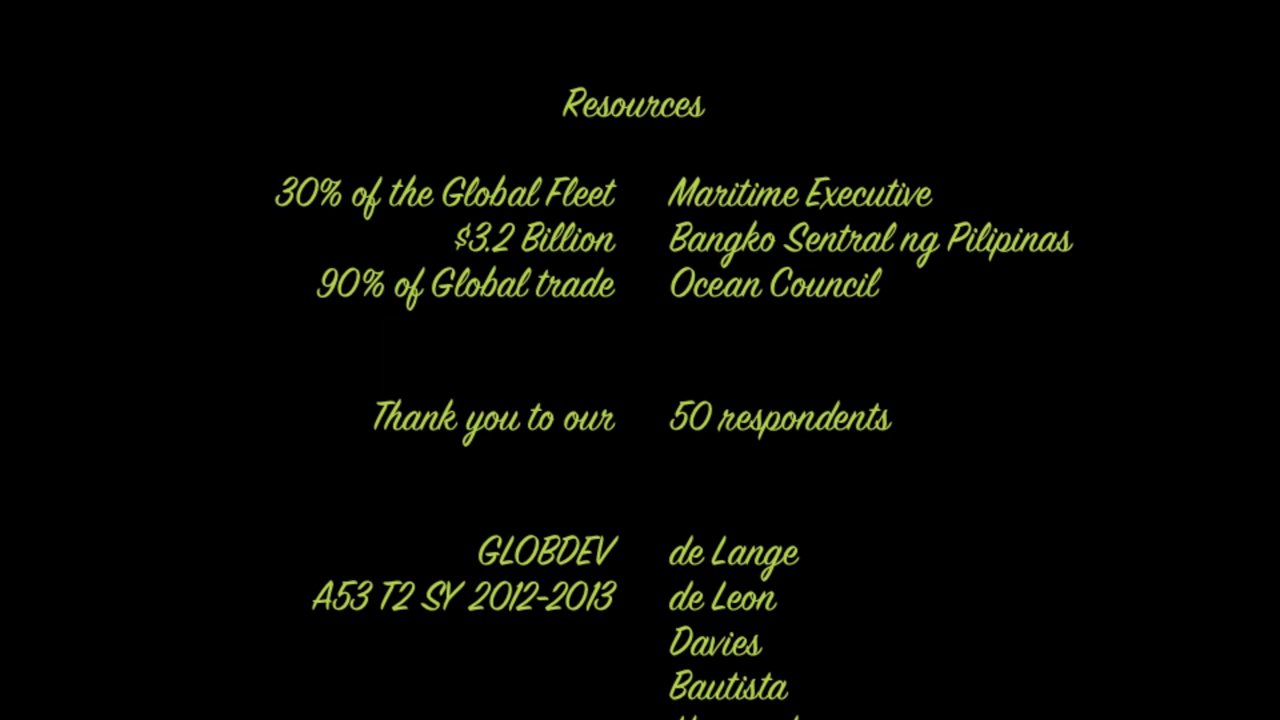 Resources
30% of the Global Fleet Maritime Executive
$3.2 Billion Bangko Sentral ng Pilipinas
90% of Global trade Ocean Council
Thank you to our 50 respondents
GLOBDEV de Lange
A53 T2 SY 2012-2013 de Leon
Davies
Bautista